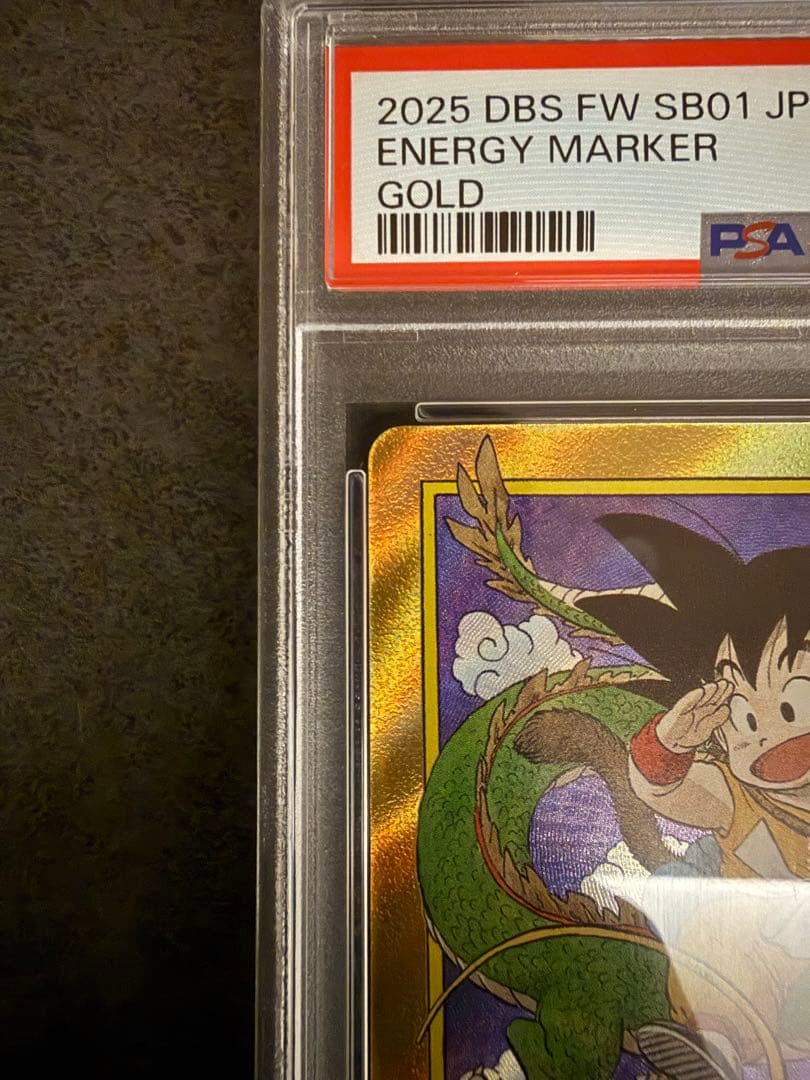 2025 DBS FW SB01 JP
ENERGY MARKER
GOLD
PSA